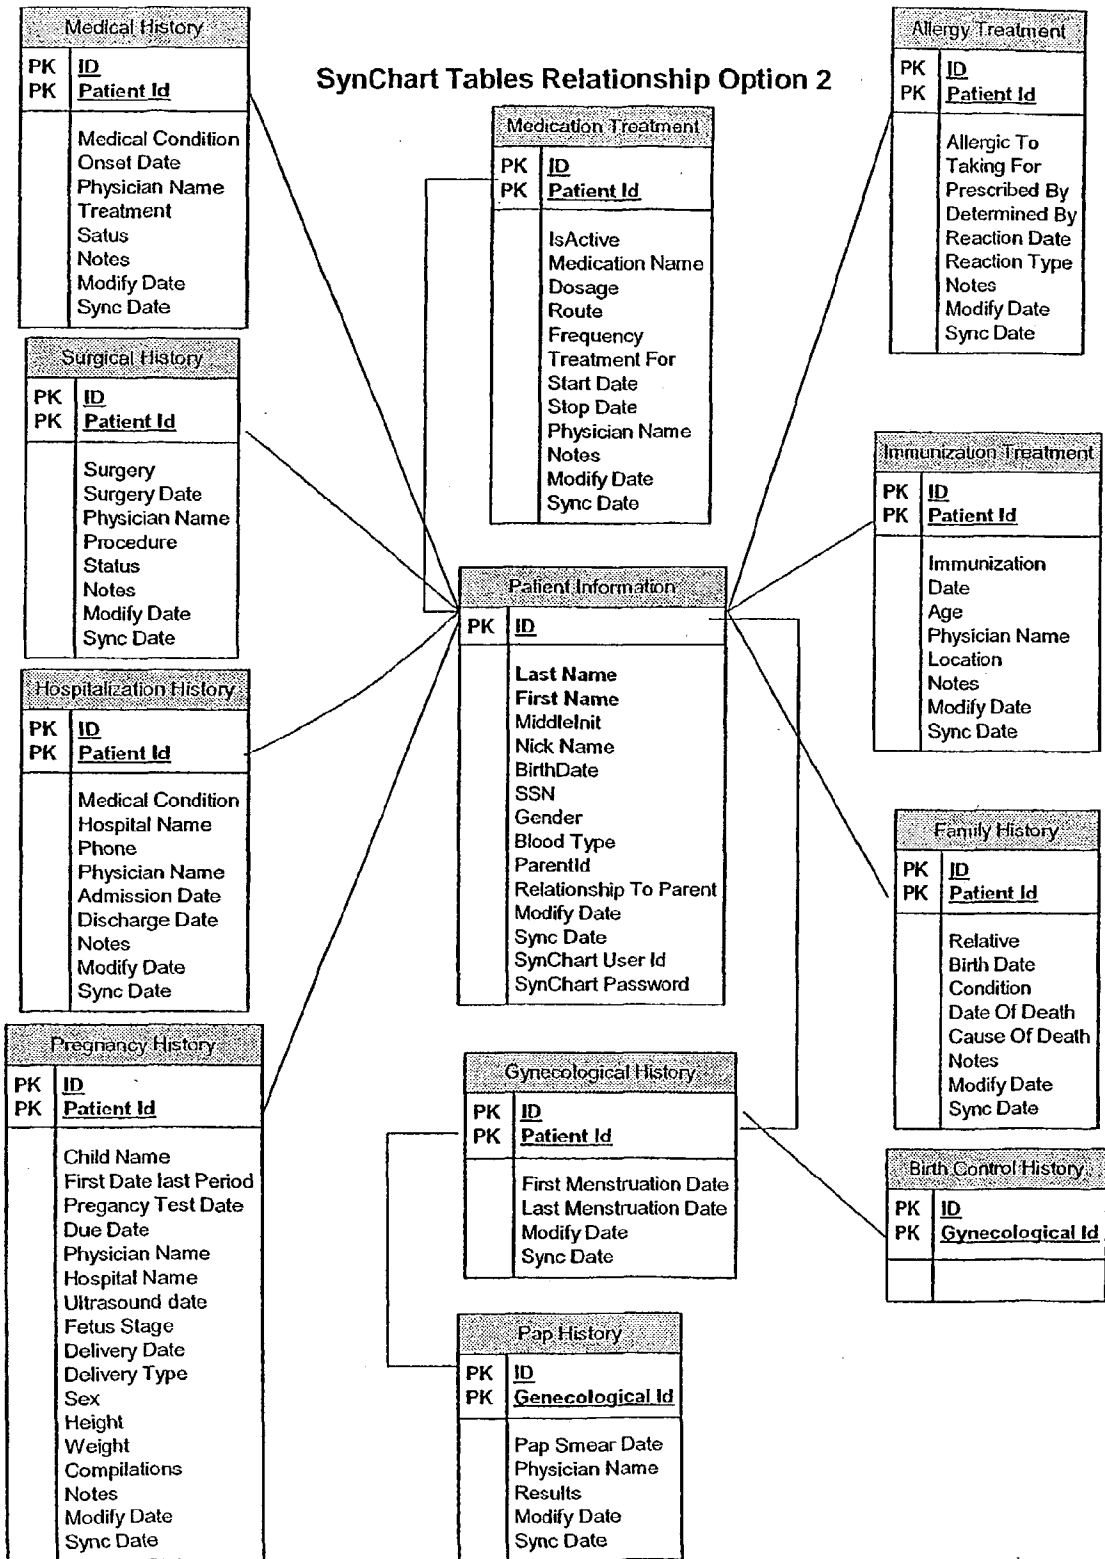 Medical History
PK ID
PK Patient Id
Medical Condition
Onset Date
Physician Name
Treatment
Satus
Notes
Modify Date
Sync Date
Surgical History
PK ID
PK Patient Id
Surgery
Surgery Date
Physician Name
Procedure
Status
Notes
Modify Date
Sync Date
Hospitalization History
PK ID
PK Patient Id
Medical Condition
Hospital Name
Phone
Physician Name
Admission Date
Discharge Date
Notes
Modify Date
Sync Date
Pregnancy History
PK ID
PK Patient Id
Child Name
First Date last Period
Pregancy Test Date
Due Date
Physician Name
Hospital Name
Ultrasound date
Fetus Stage
Delivery Date
Delivery Type
Sex
Height
Weight
Compilations
Notes
Modify Date
Sync Date
SynChart Tables Relationship Option 2
Medication Treatment
PK ID
PK Patient Id
IsActive
Medication Name
Dosage
Route
Frequency
Treatment For
Start Date
Stop Date
Physician Name
Notes
Modify Date
Sync Date
Patient Information
PK ID
Last Name
First Name
MiddleInit
Nick Name
BirthDate
SSN
Gender
Blood Type
ParentId
Relationship To Parent
Modify Date
Sync Date
SynChart User Id
SynChart Password
Gynecological History
PK ID
PK Patient Id
First Menstruation Date
Last Menstruation Date
Modify Date
Sync Date
Pap History
PK ID
PK Genecological Id
Pap Smear Date
Physician Name
Results
Modify Date
Sync Date
Allergy Treatment
PK ID
PK Patient Id
Allergic To
Taking For
Prescribed By
Determined By
Reaction Date
Reaction Type
Notes
Modify Date
Sync Date
Immunization Treatment
PK ID
PK Patient Id
Immunization
Date
Age
Physician Name
Location
Notes
Modify Date
Sync Date
Family History
PK ID
PK Patient Id
Relative
Birth Date
Condition
Date Of Death
Cause Of Death
Notes
Modify Date
Sync Date
Birth Control History
PK ID
PK Gynecological Id